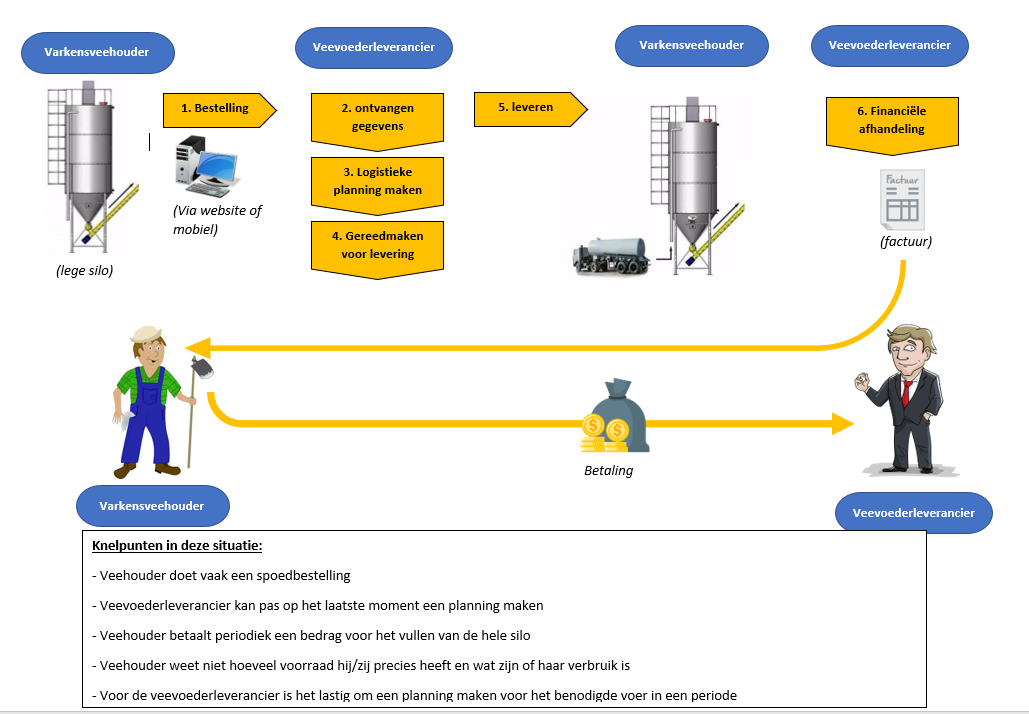 Varkensveehouder
Veevoederleverancier
Varkensveehouder
Veevoederleverancier
1. Bestelling
2. ontvangen
gegevens
3. Logistieke
planning maken
4. Gereedmaken
voor levering
5. leveren
6. Financiële
afhandeling
(Via website of
mobiel)
(lege silo)
Factuur
(factuur)
$ $
Betaling
Varkensveehouder
Veevoederleverancier
Knelpunten in deze situatie:
- Veehouder doet vaak een spoedbestelling
- Veevoederleverancier kan pas op het laatste moment een planning maken
- Veehouder betaalt periodiek een bedrag voor het vullen van de hele silo
- Veehouder weet niet hoeveel voorraad hij/zij precies heeft en wat zijn of haar verbruik is
- Voor de veevoederleverancier is het lastig om een planning maken voor het benodigde voer in een periode